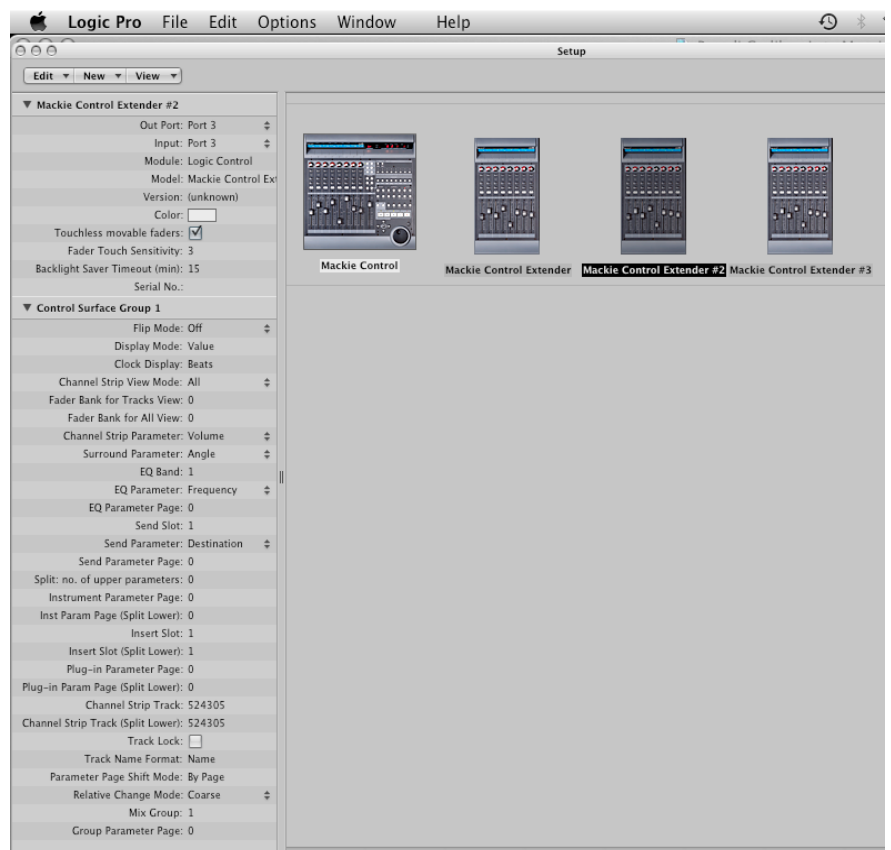 Logic Pro File Edit Options Window Help
Setup
Edit New View
Mackie Control Extender #2
Out Port: Port 3
Input: Port 3
Module: Logic Control
Model: Mackie Control Ext
Version: (unknown)
Color:
Touchless movable faders:
Fader Touch Sensitivity: 3
Backlight Saver Timeout (min): 15
Serial No.:
Control Surface Group 1
Flip Mode: Off
Display Mode: Value
Clock Display: Beats
Channel Strip View Mode: All
Fader Bank for Tracks View: 0
Fader Bank for All View: 0
Channel Strip Parameter: Volume
Surround Parameter: Angle
EQ Band: 1
EQ Parameter: Frequency
EQ Parameter Page: 0
Send Slot: 1
Send Parameter: Destination
Send Parameter Page: 0
Split: no. of upper parameters: 0
Instrument Parameter Page: 0
Inst Param Page (Split Lower): 0
Insert Slot: 1
Insert Slot (Split Lower): 1
Plug-in Parameter Page: 0
Plug-in Param Page (Split Lower): 0
Channel Strip Track: 524305
Channel Strip Track (Split Lower): 524305
Track Lock:
Track Name Format: Name
Parameter Page Shift Mode: By Page
Relative Change Mode: Coarse
Mix Group: 1
Group Parameter Page: 0
Mackie Control
Mackie Control Extender
Mackie Control Extender #2
Mackie Control Extender #3